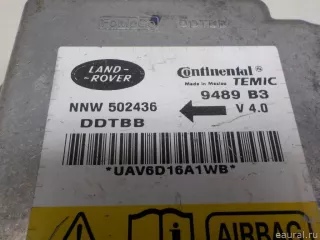 LAND-
-ROVER
Continental
TEMIC
Made in Mexico
NNW 502436
9489 B3
DDTBB
V 4.0
*UAV6D16A1WB*
AIRBAG
eaural.ru